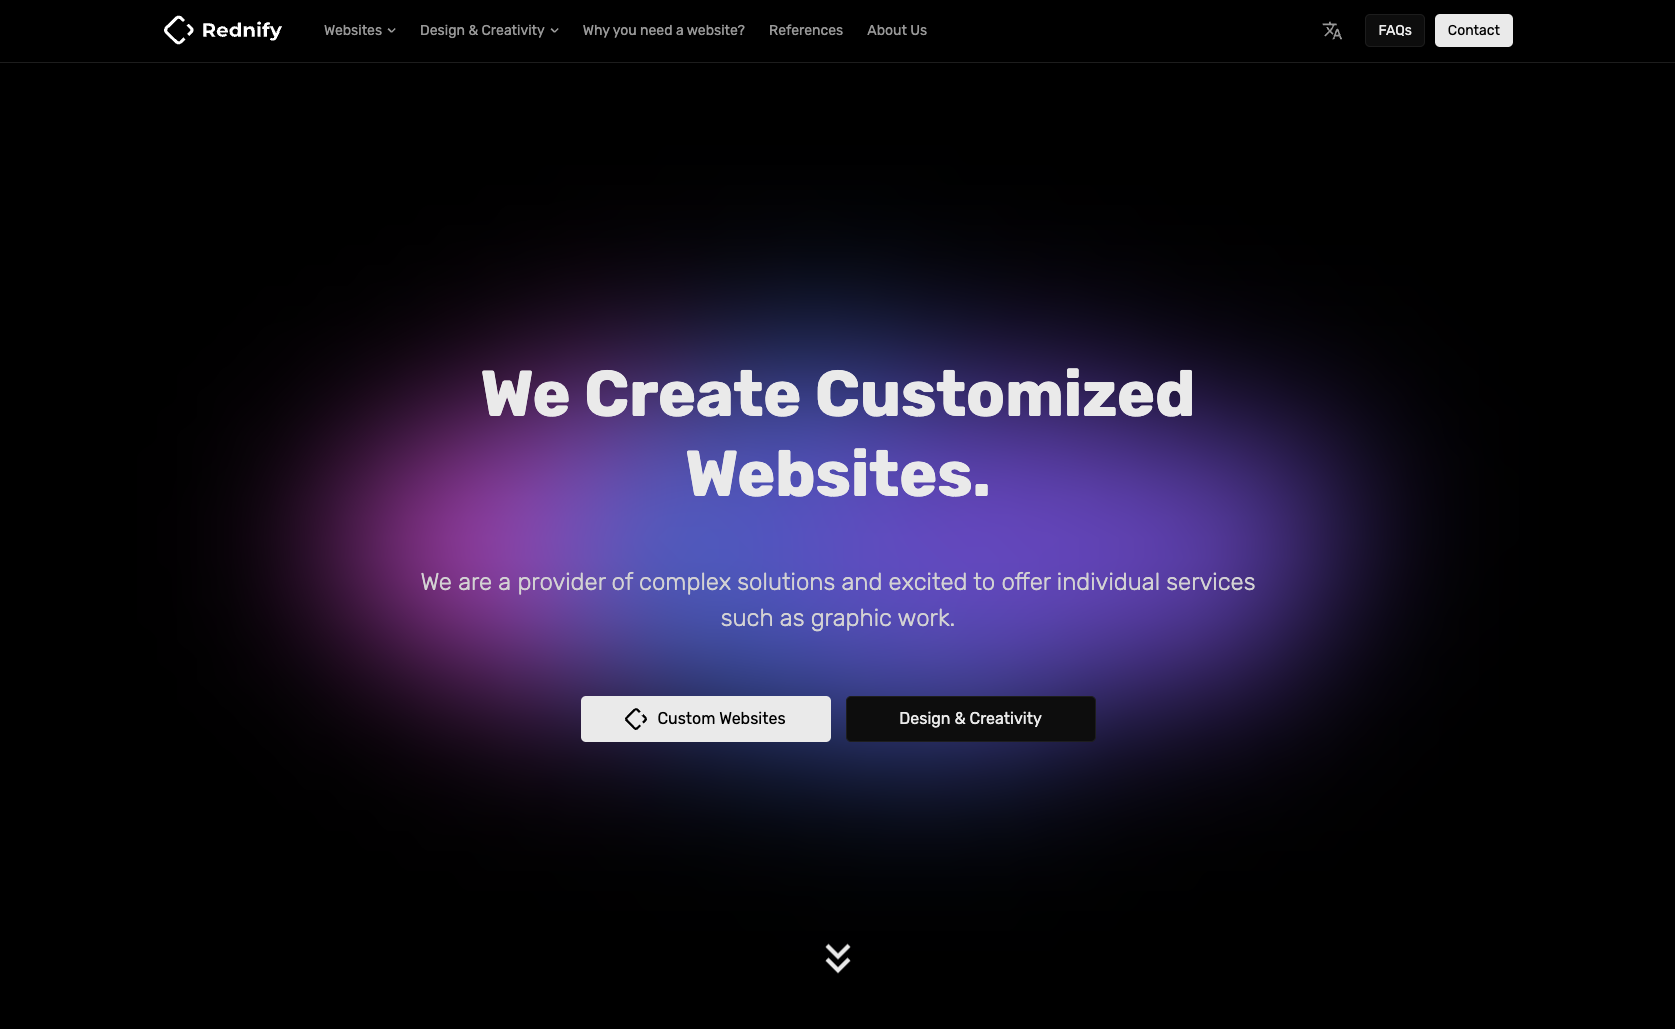 Rednify
Websites
Design & Creativity
Why you need a website?
References
About Us
FAQs
Contact
We Create Customized
Websites.
We are a provider of complex solutions and excited to offer individual services
such as graphic work.
Custom Websites
Design & Creativity